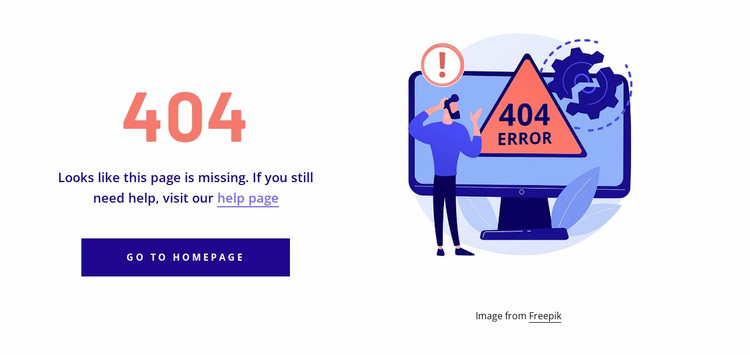 404
Looks like this page is missing. If you still
need help, visit our help page
GO TO HOMEPAGE
!
404
ERROR
Image from Freepik